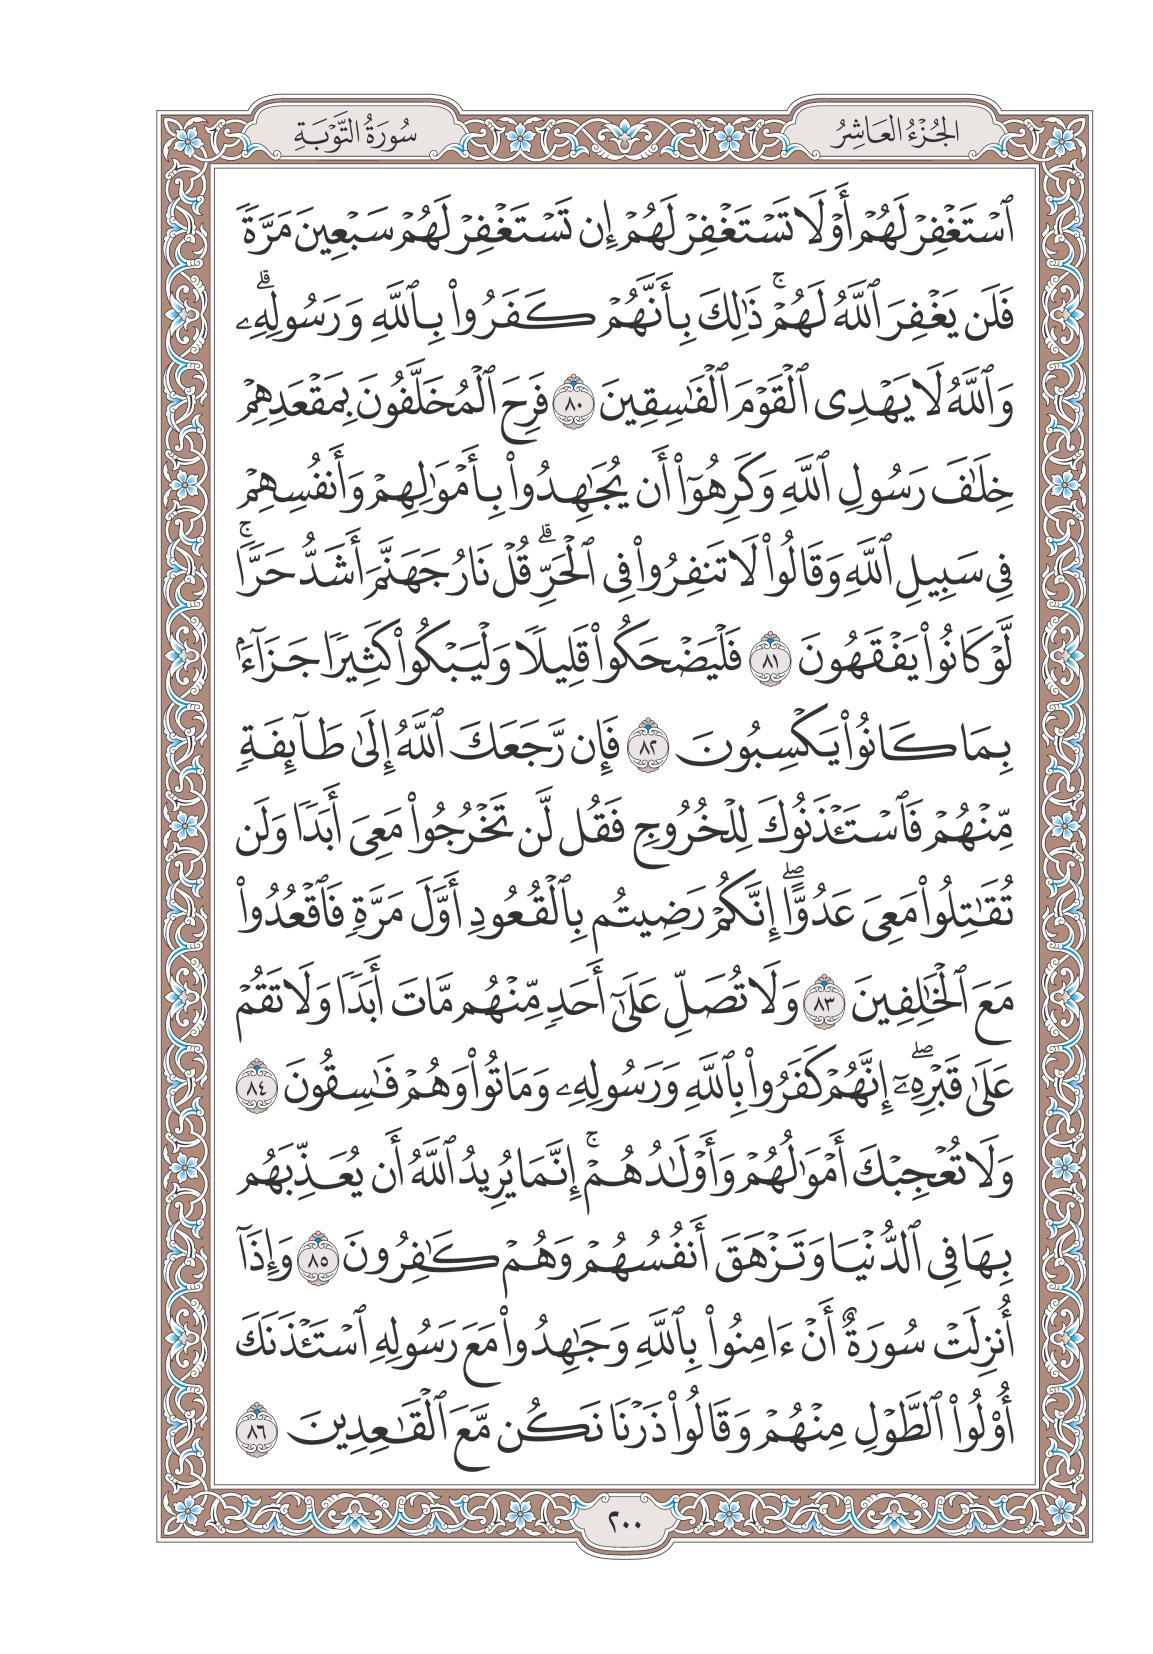 الجُزْءُ العَاشِرُ
سُورَةُ التَّوْبَةِ
ٱسْتَغْفِرْ لَهُمْ أَوْ لَا تَسْتَغْفِرْ لَهُمْ إِن تَسْتَغْفِرْ لَهُمْ سَبْعِينَ مَرَّةً
فَلَن يَغْفِرَ ٱللَّهُ لَهُمْۚ ذَٰلِكَ بِأَنَّهُمْ كَفَرُوا۟ بِٱللَّهِ وَرَسُولِهِۦۗ
وَٱللَّهُ لَا يَهْدِى ٱلْقَوْمَ ٱلْفَٰسِقِينَ ٨٠ فَرِحَ ٱلْمُخَلَّفُونَ بِمَقْعَدِهِمْ
خِلَٰفَ رَسُولِ ٱللَّهِ وَكَرِهُوٓا۟ أَن يُجَٰهِدُوا۟ بِأَمْوَٰلِهِمْ وَأَنفُسِهِمْ
فِى سَبِيلِ ٱللَّهِ وَقَالُوا۟ لَا تَنفِرُوا۟ فِى ٱلْحَرِّۗ قُلْ نَارُ جَهَنَّمَ أَشَدُّ حَرًّاۚ
لَّوْ كَانُوا۟ يَفْقَهُونَ ٨١ فَلْيَضْحَكُوا۟ قَلِيلًا وَلْيَبْكُوا۟ كَثِيرًا جَزَآءًۢ
بِمَا كَانُوا۟ يَكْسِبُونَ ٨٢ فَإِن رَّجَعَكَ ٱللَّهُ إِلَىٰ طَآئِفَةٍ
مِّنْهُمْ فَٱسْتَـْٔذَنُوكَ لِلْخُرُوجِ فَقُل لَّن تَخْرُجُوا۟ مَعِىَ أَبَدًا وَلَن
تُقَٰتِلُوا۟ مَعِىَ عَدُوًّاۖ إِنَّكُمْ رَضِيتُم بِٱلْقُعُودِ أَوَّلَ مَرَّةٍ فَٱقْعُدُوا۟
مَعَ ٱلْخَٰلِفِينَ ٨٣ وَلَا تُصَلِّ عَلَىٰٓ أَحَدٍ مِّنْهُم مَّاتَ أَبَدًا وَلَا تَقُمْ
عَلَىٰ قَبْرِهِۦٓۖ إِنَّهُمْ كَفَرُوا۟ بِٱللَّهِ وَرَسُولِهِۦ وَمَاتُوا۟ وَهُمْ فَٰسِقُونَ ٨٤
وَلَا تُعْجِبْكَ أَمْوَٰلُهُمْ وَأَوْلَٰدُهُمْۚ إِنَّمَا يُرِيدُ ٱللَّهُ أَن يُعَذِّبَهُم
بِهَا فِى ٱلدُّنْيَا وَتَزْهَقَ أَنفُسُهُمْ وَهُمْ كَٰفِرُونَ ٨٥ وَإِذَآ
أُنزِلَتْ سُورَةٌ أَنْ ءَامِنُوا۟ بِٱللَّهِ وَجَٰهِدُوا۟ مَعَ رَسُولِهِ ٱسْتَـْٔذَنَكَ
أُو۟لُوا۟ ٱلطَّوْلِ مِنْهُمْ وَقَالُوا۟ ذَرْنَا نَكُن مَّعَ ٱلْقَٰعِدِينَ ٨٦
٢٠٠